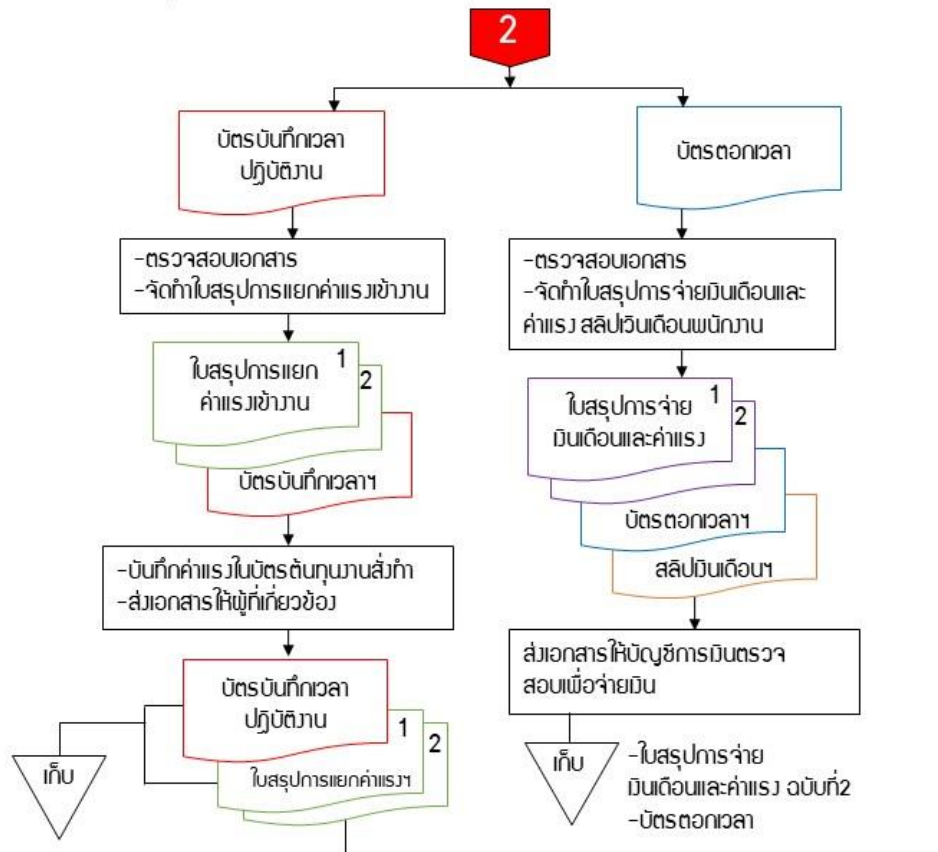 2
บัตรบันทึกเวลา
ปฏิบัติงาน
บัตรตอกเวลา
-ตรวจสอบเอกสาร
-จัดทำใบสรุปการแยกค่าแรงเข้างาน
-ตรวจสอบเอกสาร
-จัดทำใบสรุปการจ่ายเงินเดือนและ
ค่าแรง สลิปเงินเดือนพนักงาน
ใบสรุปการแยก
ค่าแรงเข้างาน
1
2
บัตรบันทึกเวลาฯ
ใบสรุปการจ่าย
เงินเดือนและค่าแรง
1
2
บัตรตอกเวลาฯ
สลิปเงินเดือนฯ
-บันทึกค่าแรงในบัตรต้นทุนงานสั่งทำ
-ส่งเอกสารให้ผู้ที่เกี่ยวข้อง
ส่งเอกสารให้บัญชีการเงินตรวจ
สอบเพื่อจ่ายเงิน
บัตรบันทึกเวลา
ปฏิบัติงาน
1
2
ใบสรุปการแยกค่าแรงฯ
เก็บ
เก็บ
-ใบสรุปการจ่าย
เงินเดือนและค่าแรง ฉบับที่2
-บัตรตอกเวลา